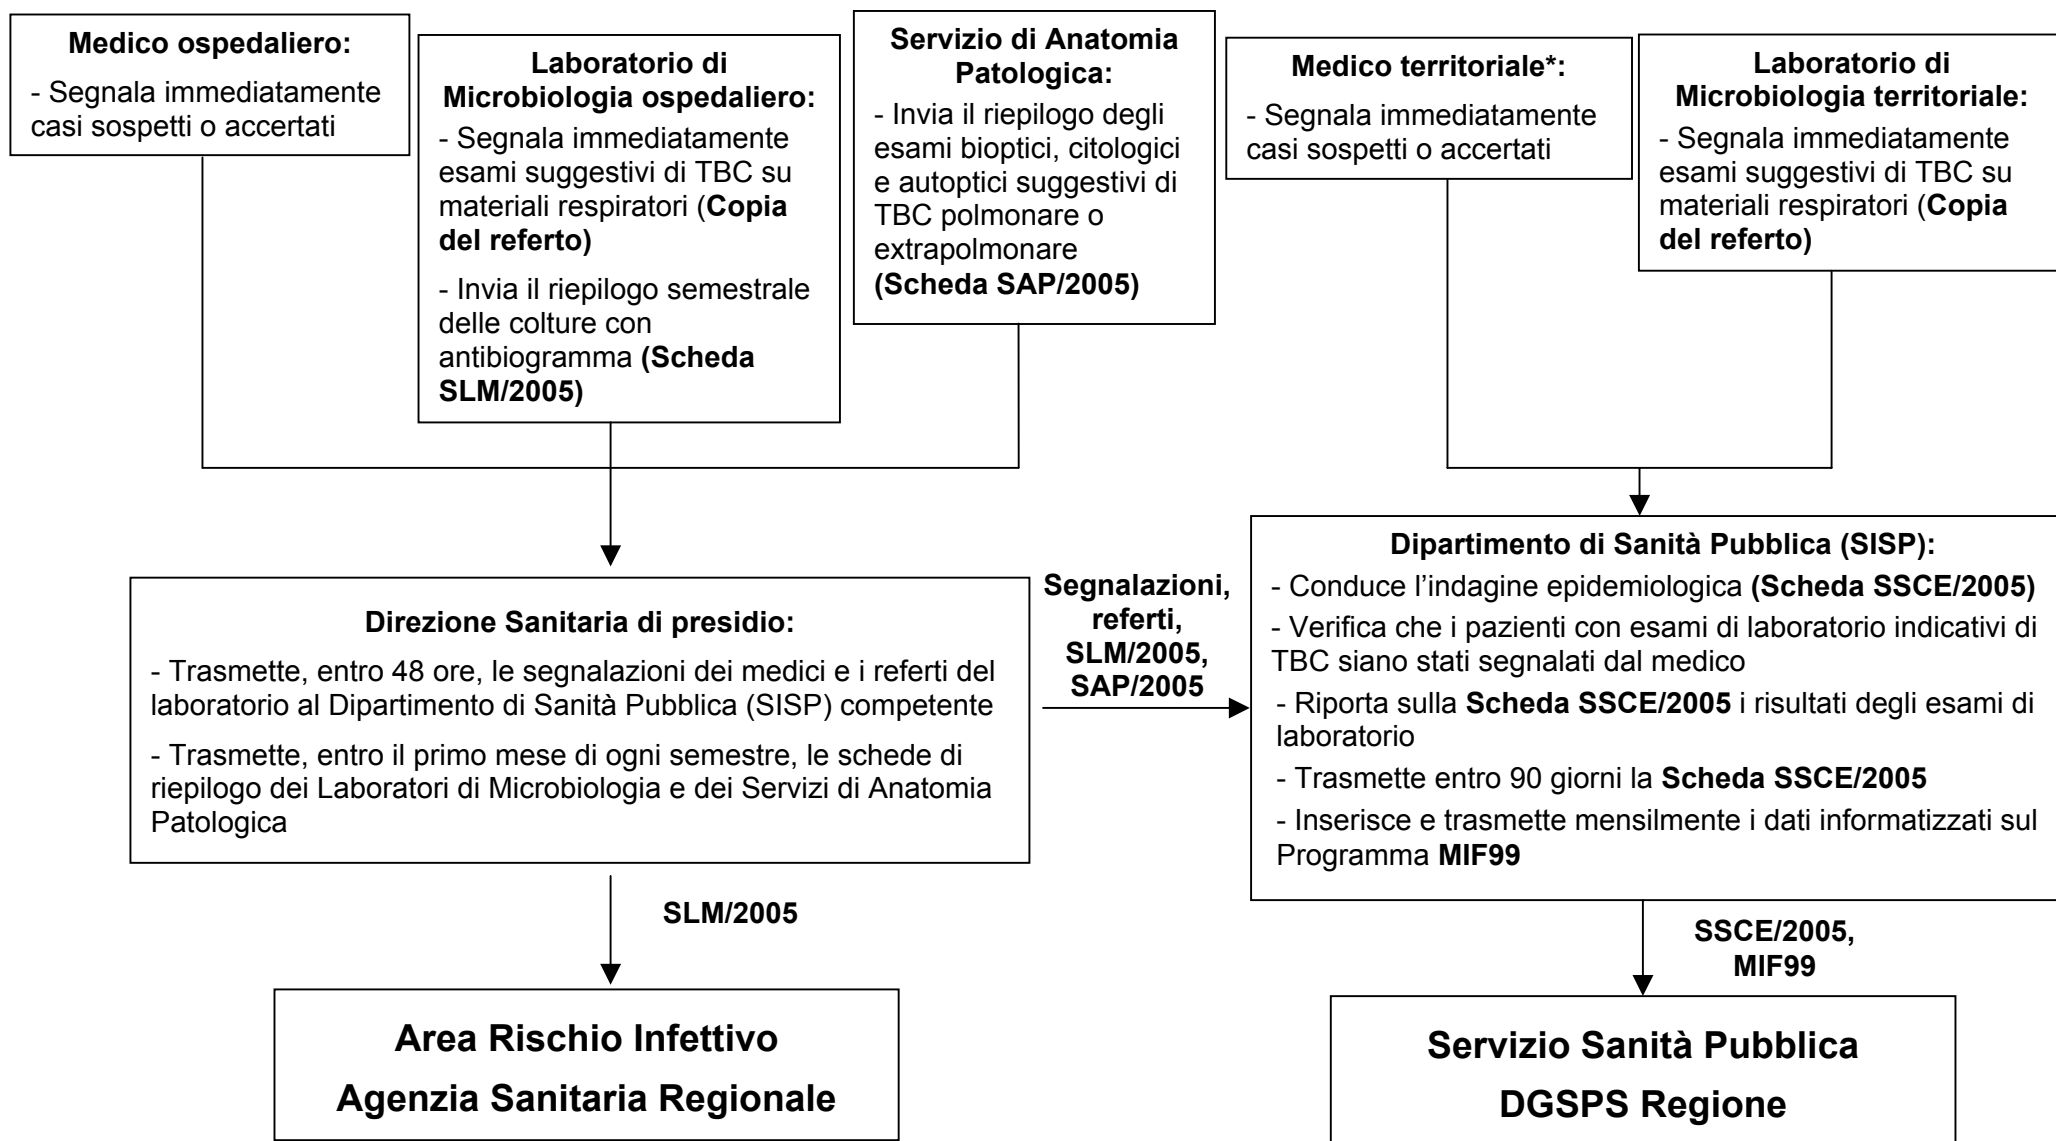 Medico ospedaliero:
- Segnala immediatamente
casi sospetti o accertati
Laboratorio di
Microbiologia ospedaliero:
- Segnala immediatamente
esami suggestivi di TBC su
materiali respiratori (Copia
del referto)
- Invia il riepilogo semestrale
delle colture con
antibiogramma (Scheda
SLM/2005)
Servizio di Anatomia
Patologica:
- Invia il riepilogo degli
esami bioptici, citologici
e autoptici suggestivi di
TBC polmonare o
extrapolmonare
(Scheda SAP/2005)
Medico territoriale*:
- Segnala immediatamente
casi sospetti o accertati
Laboratorio di
Microbiologia territoriale:
- Segnala immediatamente
esami suggestivi di TBC su
materiali respiratori (Copia
del referto)
Direzione Sanitaria di presidio:
- Trasmette, entro 48 ore, le segnalazioni dei medici e i referti del
laboratorio al Dipartimento di Sanità Pubblica (SISP) competente
- Trasmette, entro il primo mese di ogni semestre, le schede di
riepilogo dei Laboratori di Microbiologia e dei Servizi di Anatomia
Patologica
Segnalazioni,
referti,
SLM/2005,
SAP/2005
Dipartimento di Sanità Pubblica (SISP):
- Conduce l’indagine epidemiologica (Scheda SSCE/2005)
- Verifica che i pazienti con esami di laboratorio indicativi di
TBC siano stati segnalati dal medico
- Riporta sulla Scheda SSCE/2005 i risultati degli esami di
laboratorio
- Trasmette entro 90 giorni la Scheda SSCE/2005
- Inserisce e trasmette mensilmente i dati informatizzati sul
Programma MIF99
SLM/2005
SSCE/2005,
MIF99
Area Rischio Infettivo
Agenzia Sanitaria Regionale
Servizio Sanità Pubblica
DGSPS Regione